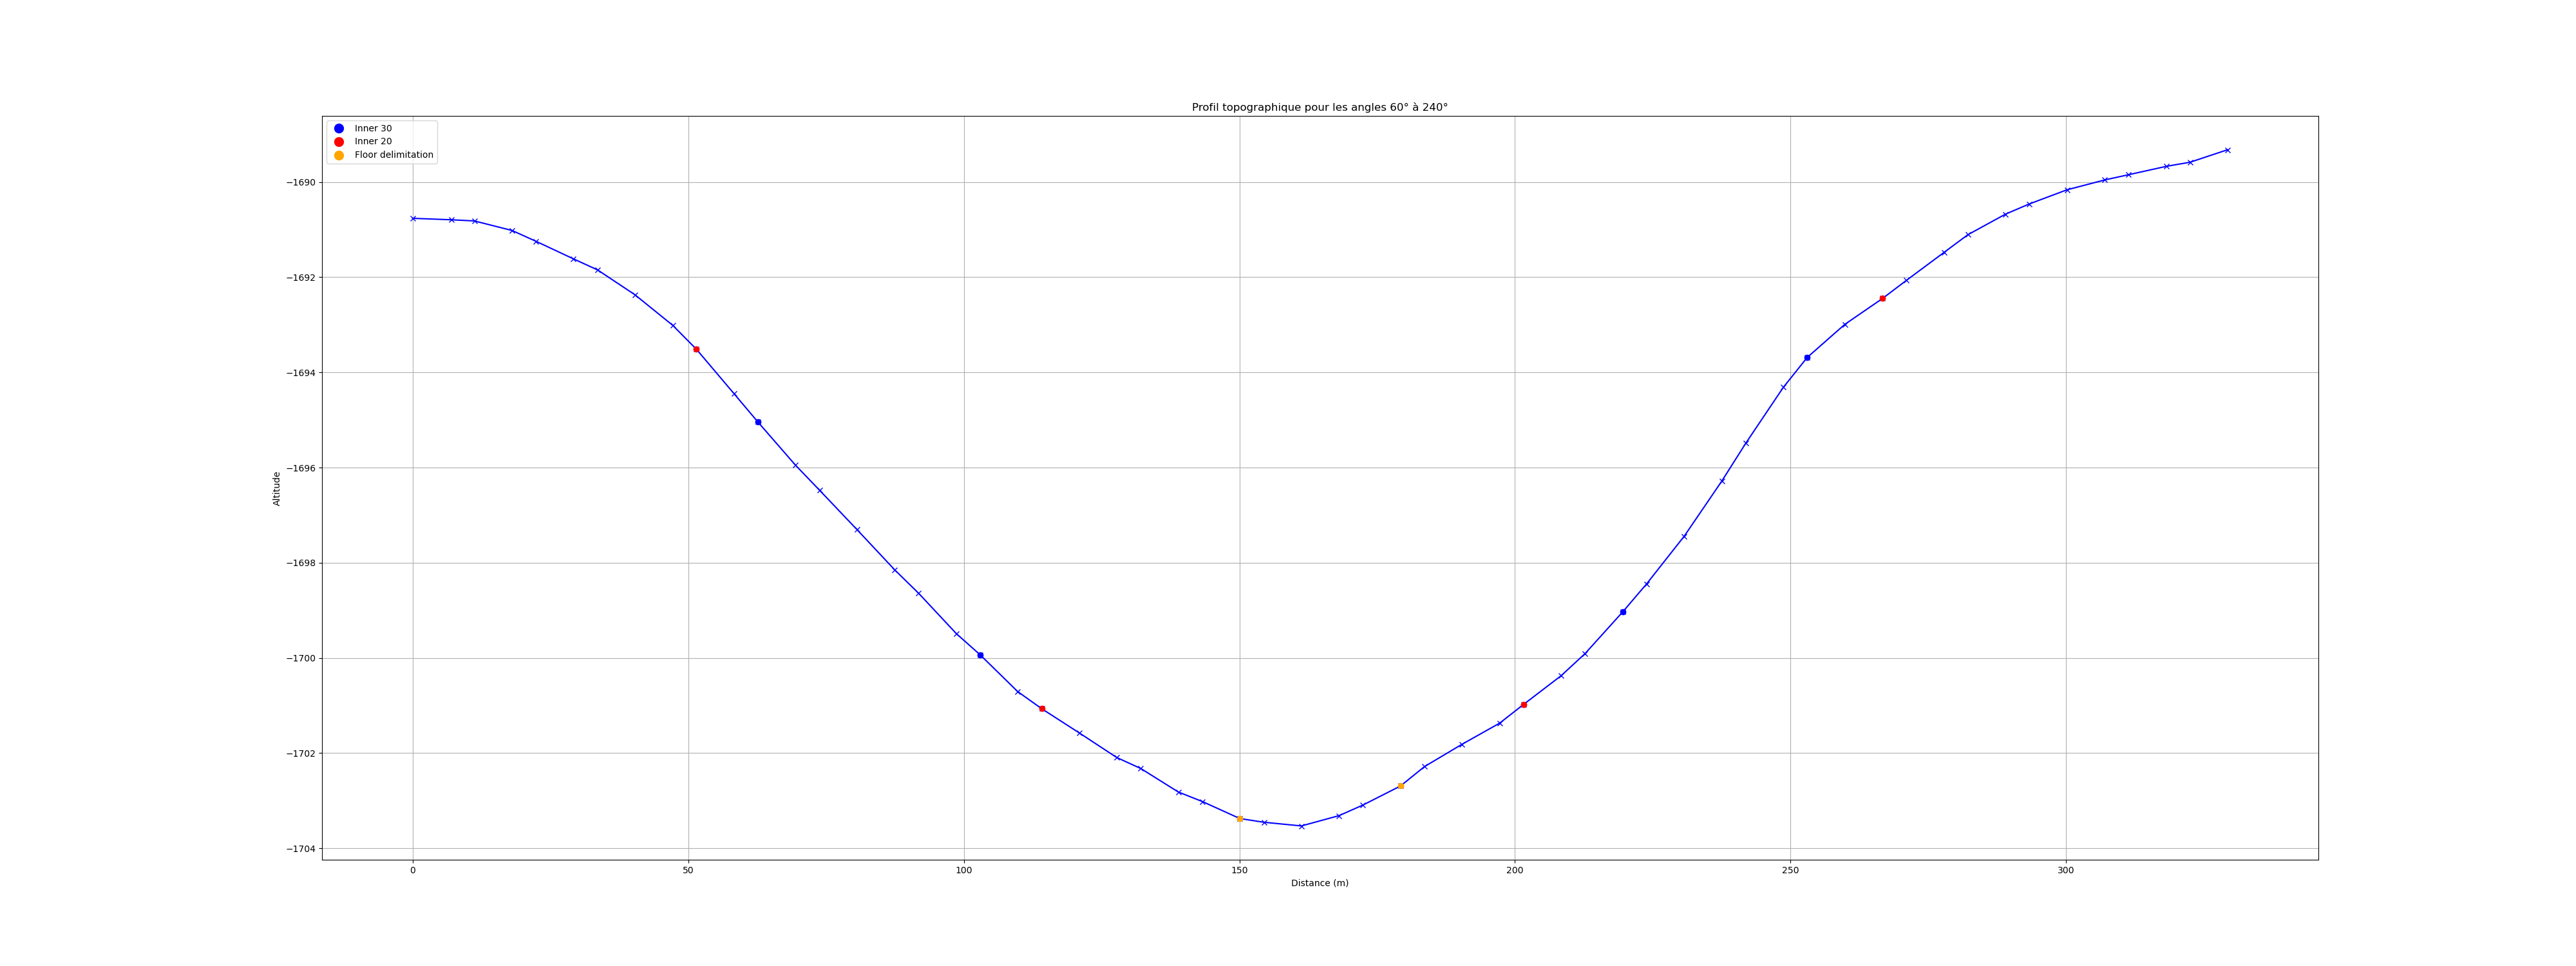 Profil topographique pour les angles 60° à 240°
Inner 30
Inner 20
Floor delimitation
−1690
−1692
−1694
−1696
−1698
−1700
−1702
−1704
Altitude
0 50 100 150 200 250 300
Distance (m)